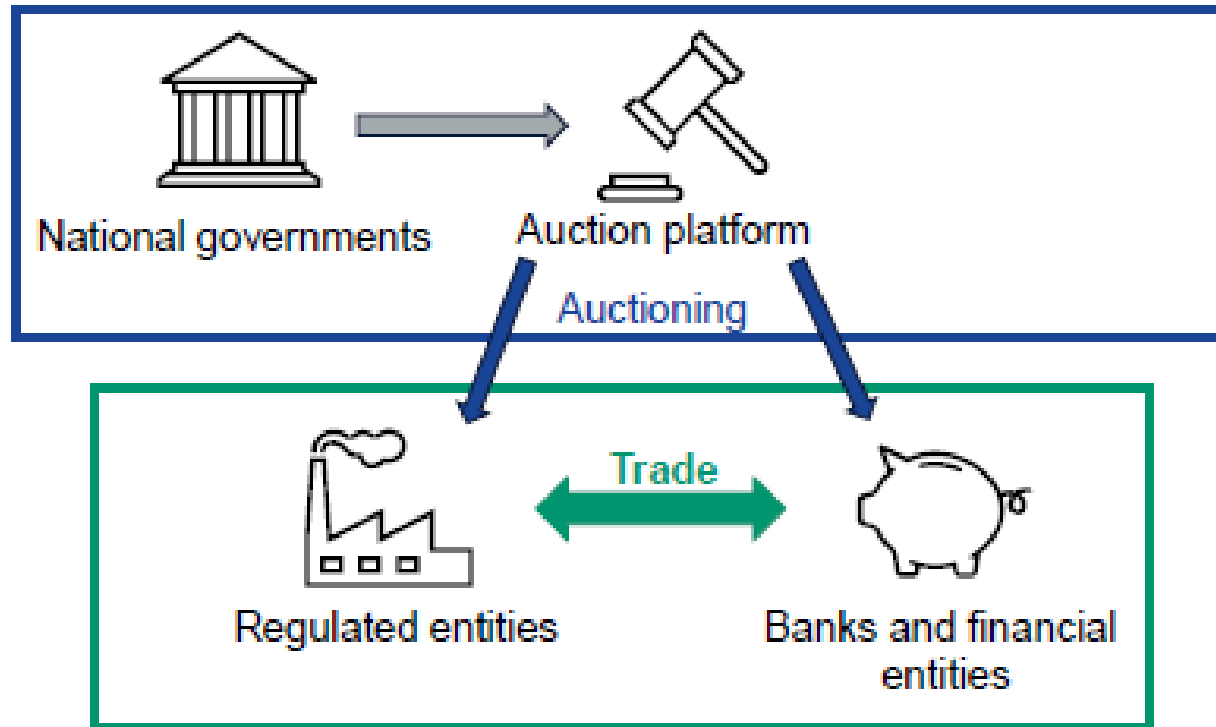 National governments
Auction platform
Auctioning
Trade
Regulated entities
Banks and financial
entities